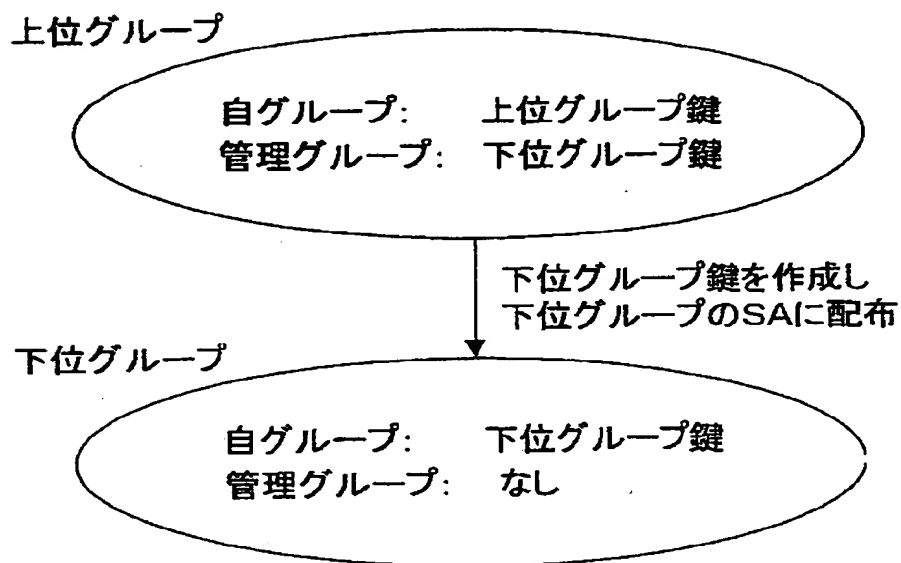 上位グループ
自グループ: 上位グループ鍵
管理グループ: 下位グループ鍵
下位グループ鍵を作成し
下位グループのSAに配布
下位グループ
自グループ: 下位グループ鍵
管理グループ: なし